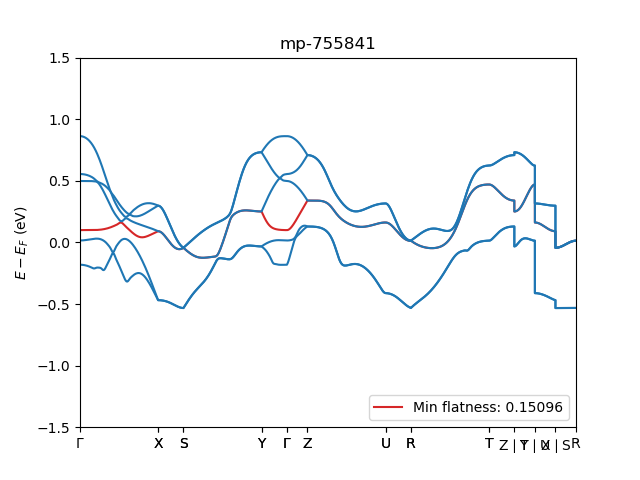 mp-755841
1.5
1.0
0.5
0.0
−0.5
−1.0
−1.5
E − E_F (eV)
Min flatness: 0.15096
Γ X S Y Γ Z U R T Z | Y | | S R